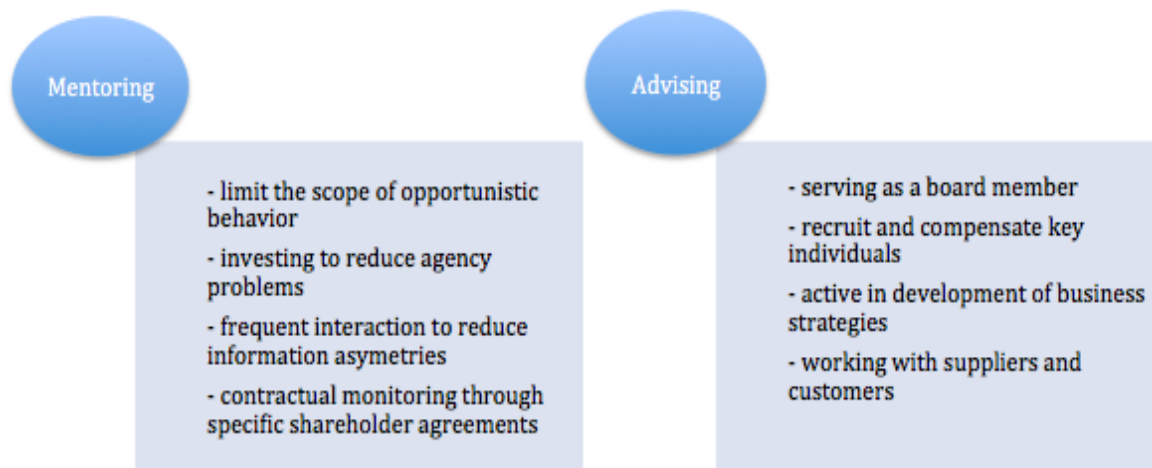 Mentoring
- limit the scope of opportunistic
behavior
- investing to reduce agency
problems
- frequent interaction to reduce
information asymetries
- contractual monitoring through
specific shareholder agreements
Advising
- serving as a board member
- recruit and compensate key
individuals
- active in development of business
strategies
- working with suppliers and
customers